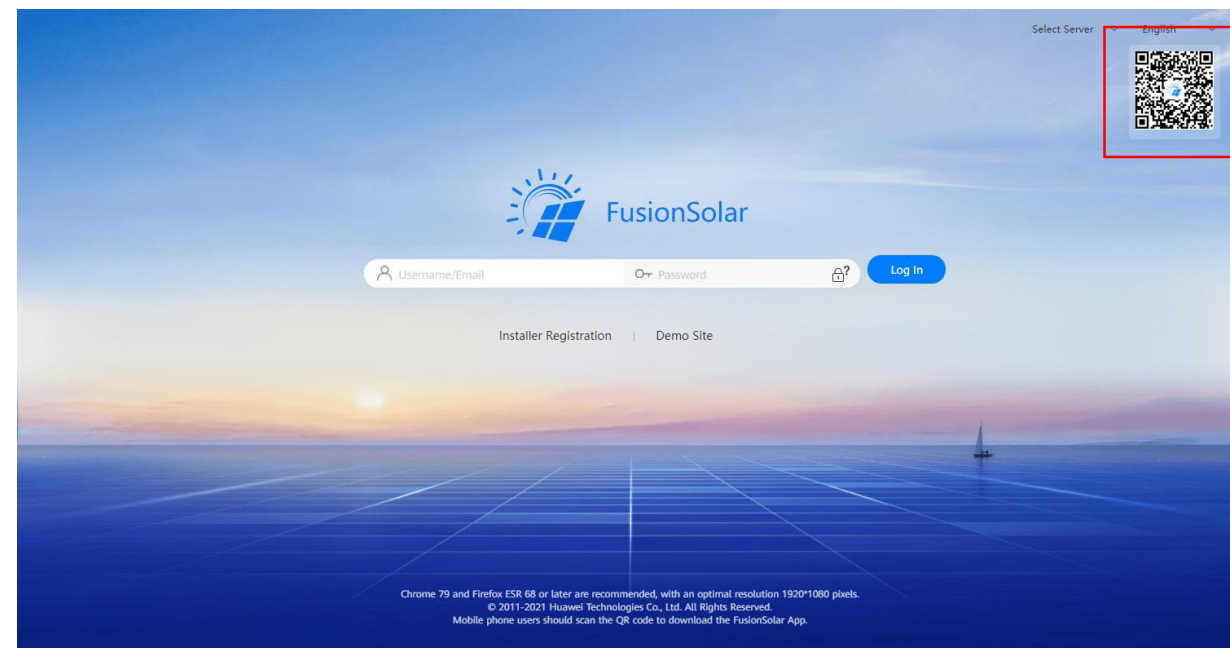 Select Server English
FusionSolar
Username/Email Password ? Log In
Installer Registration | Demo Site
Chrome 79 and Firefox ESR 68 or later are recommended, with an optimal resolution 1920*1080 pixels.
© 2011-2021 Huawei Technologies Co., Ltd. All Rights Reserved.
Mobile phone users should scan the QR code to download the FusionSolar App.